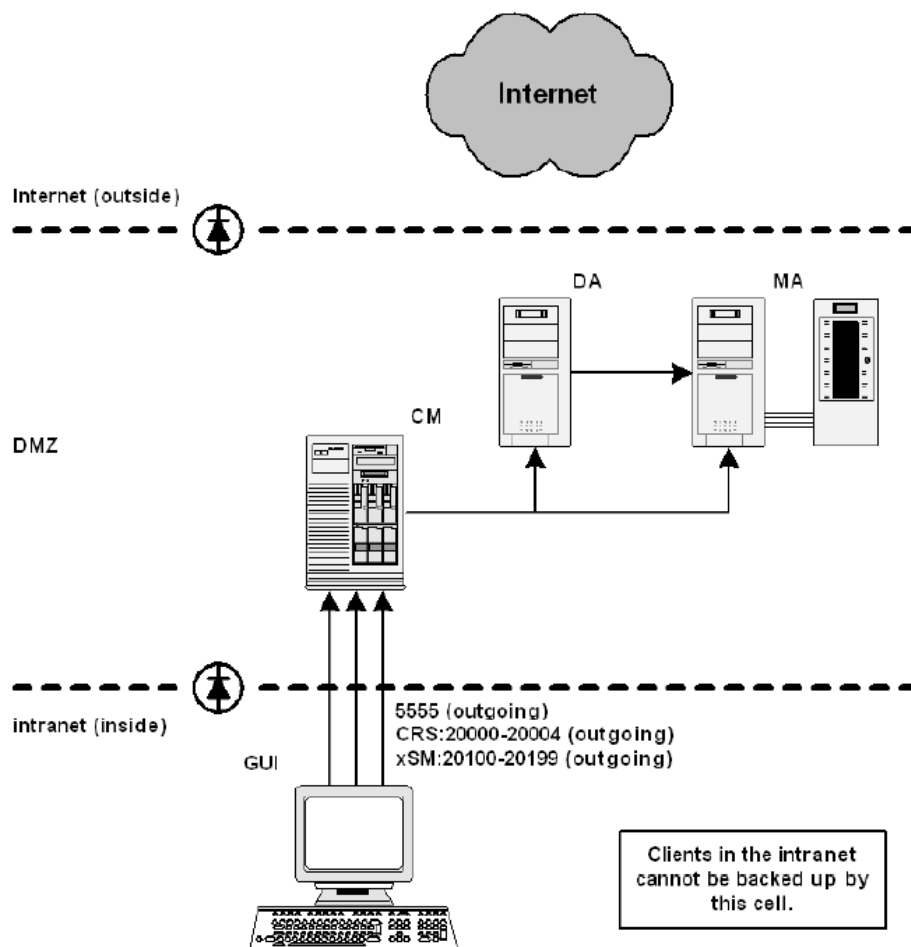 Internet
Internet (outside)
DA
MA
CM
DMZ
intranet (inside)
5555 (outgoing)
CRS:20000-20004 (outgoing)
xSM:20100-20199 (outgoing)
GUI
Clients in the intranet
cannot be backed up by
this cell.